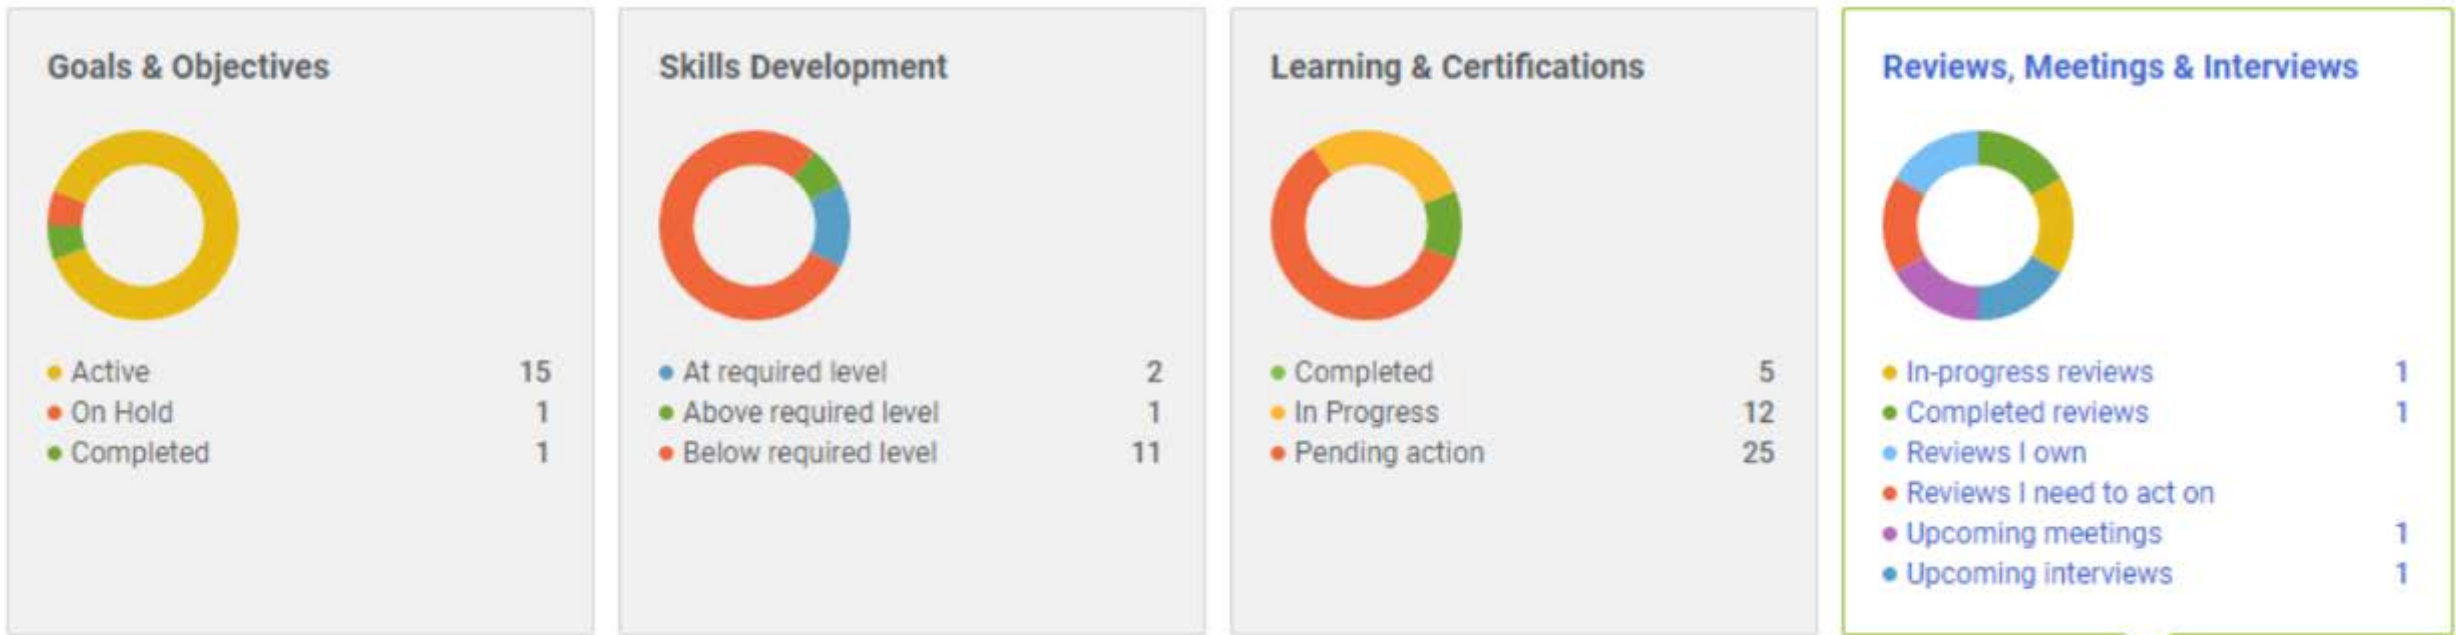 Goals & Objectives
Active 15
On Hold 1
Completed 1
Skills Development
At required level 2
Above required level 1
Below required level 11
Learning & Certifications
Completed 5
In Progress 12
Pending action 25
Reviews, Meetings & Interviews
In-progress reviews 1
Completed reviews 1
Reviews I own
Reviews I need to act on
Upcoming meetings 1
Upcoming interviews 1